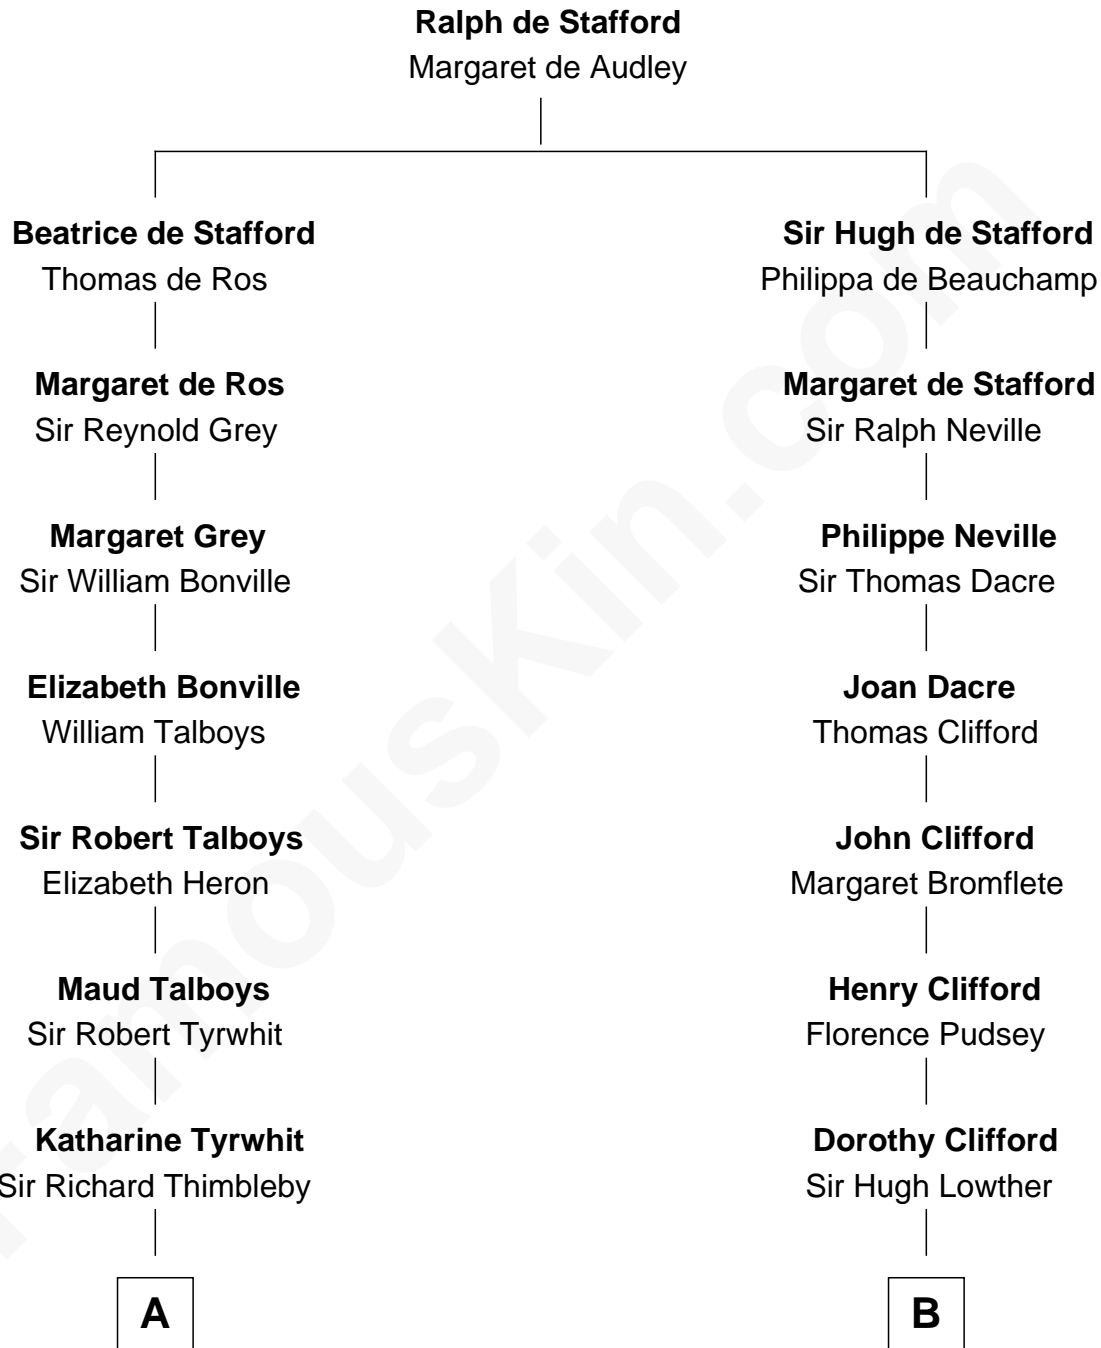 Ralph de Stafford
Margaret de Audley
Beatrice de Stafford
Thomas de Ros
Sir Hugh de Stafford
Philippa de Beauchamp
Margaret de Ros
Sir Reynold Grey
Margaret de Stafford
Sir Ralph Neville
Margaret Grey
Sir William Bonville
Philippe Neville
Sir Thomas Dacre
Elizabeth Bonville
William Talboys
Joan Dacre
Thomas Clifford
Sir Robert Talboys
Elizabeth Heron
John Clifford
Margaret Bromflete
Maud Talboys
Sir Robert Tyrwhit
Henry Clifford
Florence Pudsey
Katharine Tyrwhit
Sir Richard Thimbleby
Dorothy Clifford
Sir Hugh Lowther
A
B
FamousKin.com